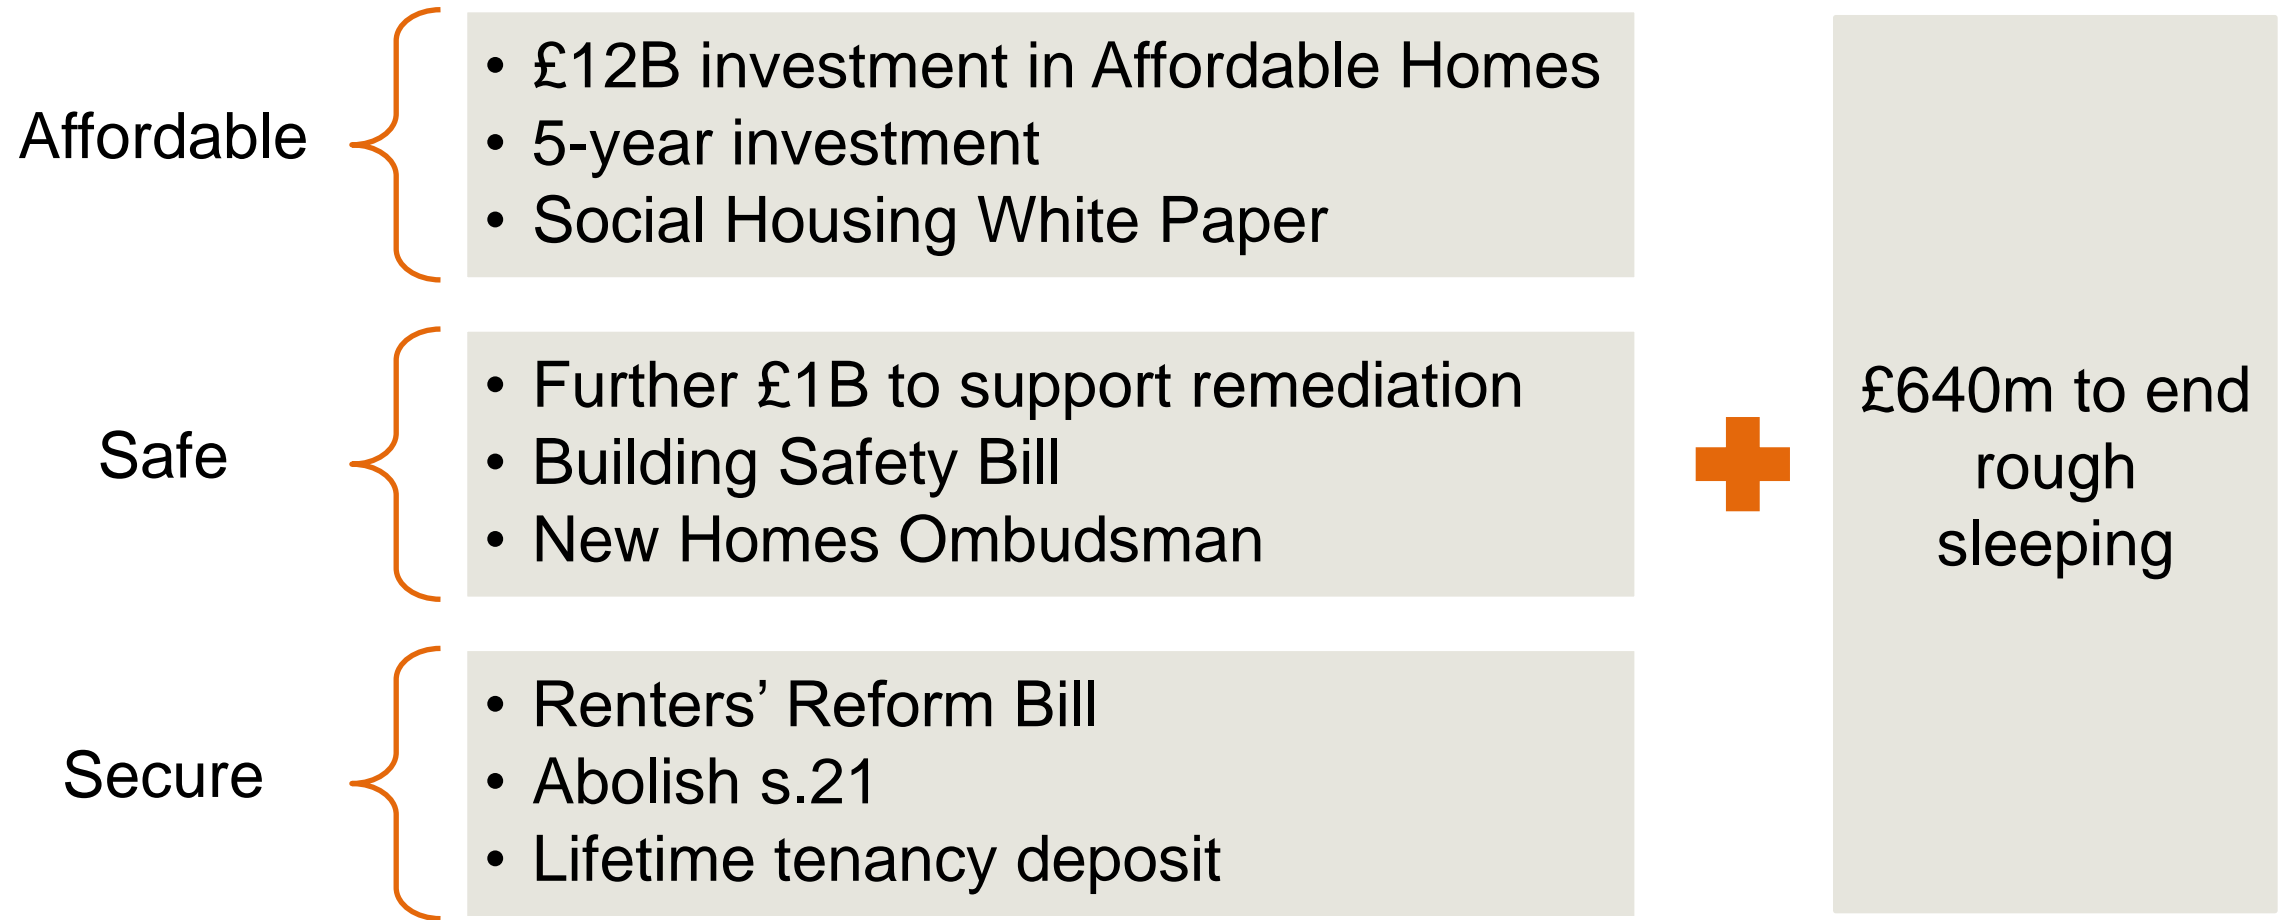 Affordable
• £12B investment in Affordable Homes
• 5-year investment
• Social Housing White Paper
Safe
• Further £1B to support remediation
• Building Safety Bill
• New Homes Ombudsman
Secure
• Renters’ Reform Bill
• Abolish s.21
• Lifetime tenancy deposit
£640m to end
rough
sleeping